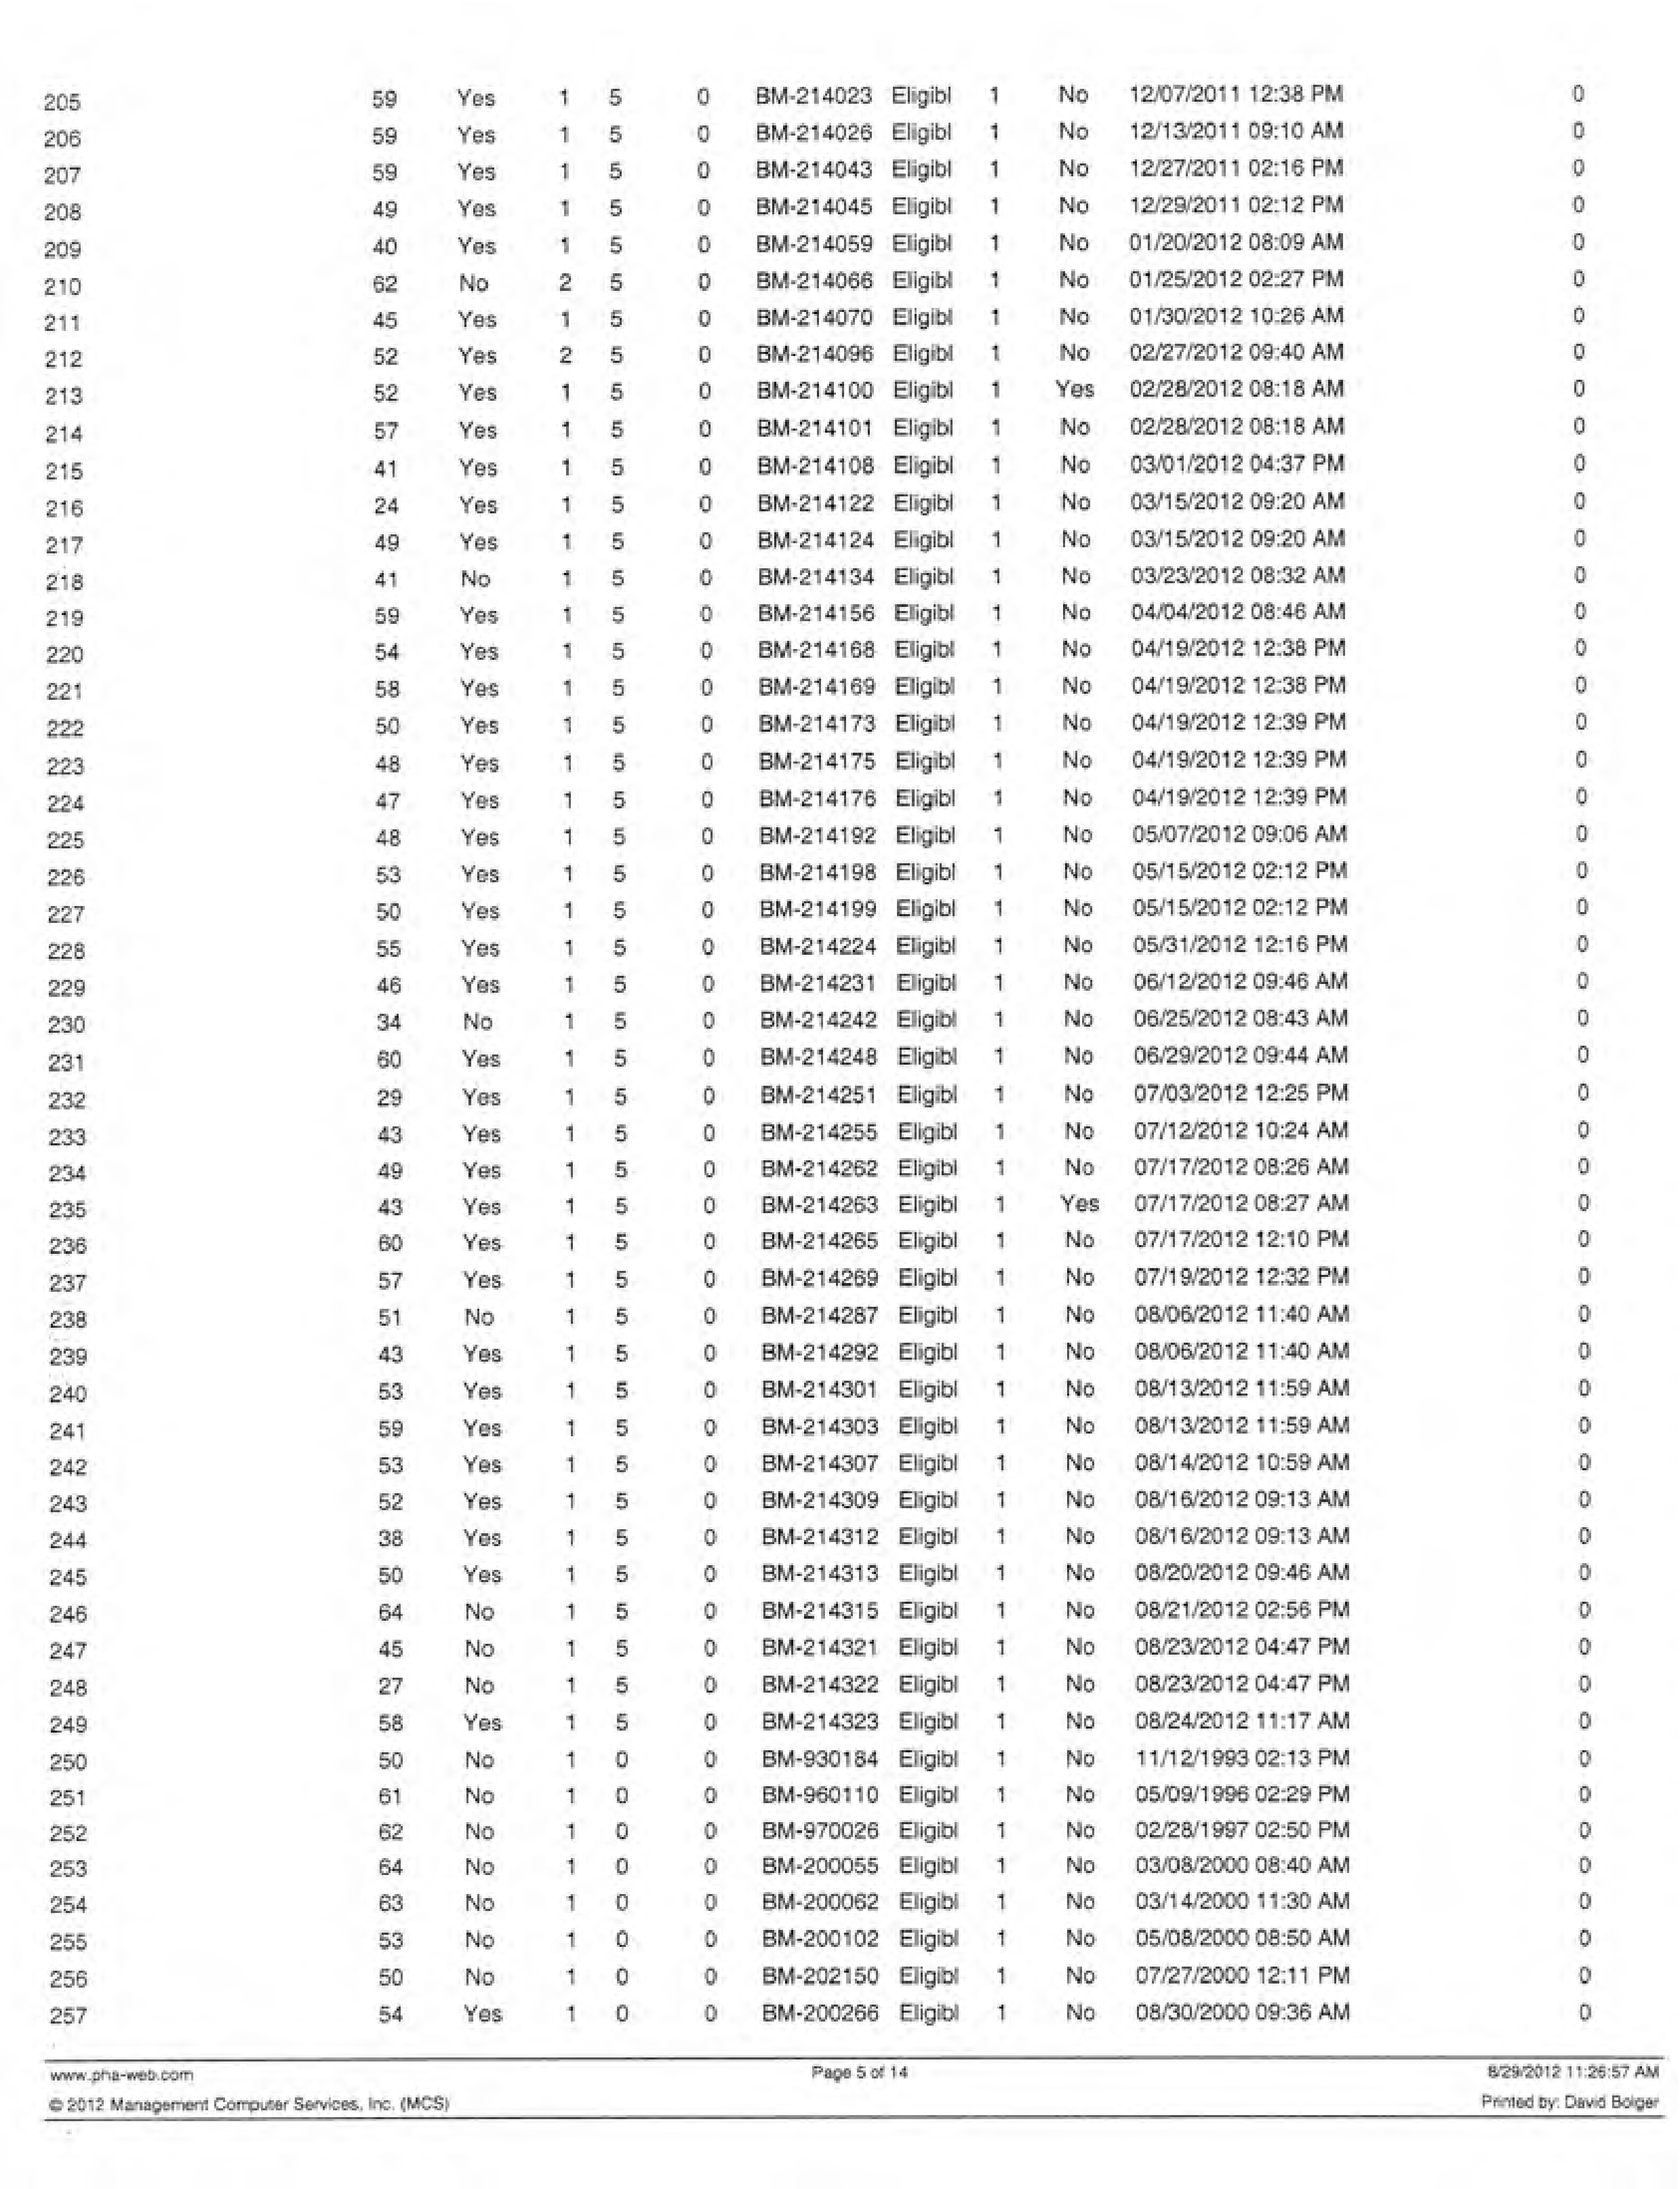 205 59 Yes 1 5 0 BM-214023 Eligibl 1 No 12/07/2011 12:38 PM 0
206 59 Yes 1 5 0 BM-214026 Eligibl 1 No 12/13/2011 09:10 AM 0
207 59 Yes 1 5 0 BM-214043 Eligibl 1 No 12/27/2011 02:16 PM 0
208 49 Yes 1 5 0 BM-214045 Eligibl 1 No 12/29/2011 02:12 PM 0
209 40 Yes 1 5 0 BM-214059 Eligibl 1 No 01/20/2012 08:09 AM 0
210 62 No 2 5 0 BM-214066 Eligibl 1 No 01/25/2012 02:27 PM 0
211 45 Yes 1 5 0 BM-214070 Eligibl 1 No 01/30/2012 10:26 AM 0
212 52 Yes 2 5 0 BM-214096 Eligibl 1 No 02/27/2012 09:40 AM 0
213 52 Yes 1 5 0 BM-214100 Eligibl 1 Yes 02/28/2012 08:18 AM 0
214 57 Yes 1 5 0 BM-214101 Eligibl 1 No 02/28/2012 08:18 AM 0
215 41 Yes 1 5 0 BM-214108 Eligibl 1 No 03/01/2012 04:37 PM 0
216 24 Yes 1 5 0 BM-214122 Eligibl 1 No 03/15/2012 09:20 AM 0
217 49 Yes 1 5 0 BM-214124 Eligibl 1 No 03/15/2012 09:20 AM 0
218 41 No 1 5 0 BM-214134 Eligibl 1 No 03/23/2012 08:32 AM 0
219 59 Yes 1 5 0 BM-214156 Eligibl 1 No 04/04/2012 08:46 AM 0
220 54 Yes 1 5 0 BM-214168 Eligibl 1 No 04/19/2012 12:38 PM 0
221 58 Yes 1 5 0 BM-214169 Eligibl 1 No 04/19/2012 12:38 PM 0
222 50 Yes 1 5 0 BM-214173 Eligibl 1 No 04/19/2012 12:39 PM 0
223 48 Yes 1 5 0 BM-214175 Eligibl 1 No 04/19/2012 12:39 PM 0
224 47 Yes 1 5 0 BM-214176 Eligibl 1 No 04/19/2012 12:39 PM 0
225 48 Yes 1 5 0 BM-214192 Eligibl 1 No 05/07/2012 09:06 AM 0
226 53 Yes 1 5 0 BM-214198 Eligibl 1 No 05/15/2012 02:12 PM 0
227 50 Yes 1 5 0 BM-214199 Eligibl 1 No 05/15/2012 02:12 PM 0
228 55 Yes 1 5 0 BM-214224 Eligibl 1 No 05/31/2012 12:16 PM 0
229 46 Yes 1 5 0 BM-214231 Eligibl 1 No 06/12/2012 09:46 AM 0
230 34 No 1 5 0 BM-214242 Eligibl 1 No 06/25/2012 08:43 AM 0
231 60 Yes 1 5 0 BM-214248 Eligibl 1 No 06/29/2012 09:44 AM 0
232 29 Yes 1 5 0 BM-214251 Eligibl 1 No 07/03/2012 12:25 PM 0
233 43 Yes 1 5 0 BM-214255 Eligibl 1 No 07/12/2012 10:24 AM 0
234 49 Yes 1 5 0 BM-214262 Eligibl 1 No 07/17/2012 08:26 AM 0
235 43 Yes 1 5 0 BM-214263 Eligibl 1 Yes 07/17/2012 08:27 AM 0
236 60 Yes 1 5 0 BM-214265 Eligibl 1 No 07/17/2012 12:10 PM 0
237 57 Yes 1 5 0 BM-214269 Eligibl 1 No 07/19/2012 12:32 PM 0
238 51 No 1 5 0 BM-214287 Eligibl 1 No 08/06/2012 11:40 AM 0
239 43 Yes 1 5 0 BM-214292 Eligibl 1 No 08/06/2012 11:40 AM 0
240 53 Yes 1 5 0 BM-214301 Eligibl 1 No 08/13/2012 11:59 AM 0
241 59 Yes 1 5 0 BM-214303 Eligibl 1 No 08/13/2012 11:59 AM 0
242 53 Yes 1 5 0 BM-214307 Eligibl 1 No 08/14/2012 10:59 AM 0
243 52 Yes 1 5 0 BM-214309 Eligibl 1 No 08/16/2012 09:13 AM 0
244 38 Yes 1 5 0 BM-214312 Eligibl 1 No 08/16/2012 09:13 AM 0
245 50 Yes 1 5 0 BM-214313 Eligibl 1 No 08/20/2012 09:46 AM 0
246 64 No 1 5 0 BM-214315 Eligibl 1 No 08/21/2012 02:56 PM 0
247 45 No 1 5 0 BM-214321 Eligibl 1 No 08/23/2012 04:47 PM 0
248 27 No 1 5 0 BM-214322 Eligibl 1 No 08/23/2012 04:47 PM 0
249 58 Yes 1 5 0 BM-214323 Eligibl 1 No 08/24/2012 11:17 AM 0
250 50 No 1 0 0 BM-930184 Eligibl 1 No 11/12/1993 02:13 PM 0
251 61 No 1 0 0 BM-960110 Eligibl 1 No 05/09/1996 02:29 PM 0
252 62 No 1 0 0 BM-970026 Eligibl 1 No 02/28/1997 02:50 PM 0
253 64 No 1 0 0 BM-200055 Eligibl 1 No 03/08/2000 08:40 AM 0
254 63 No 1 0 0 BM-200062 Eligibl 1 No 03/14/2000 11:30 AM 0
255 53 No 1 0 0 BM-200102 Eligibl 1 No 05/08/2000 08:50 AM 0
256 50 No 1 0 0 BM-202150 Eligibl 1 No 07/27/2000 12:11 PM 0
257 54 Yes 1 0 0 BM-200266 Eligibl 1 No 08/30/2000 09:36 AM 0
www.pha-web.com Page 5 of 14 8/29/2012 11:26:57 AM
© 2012 Management Computer Services, Inc. (MCS) Printed by: David Bolger